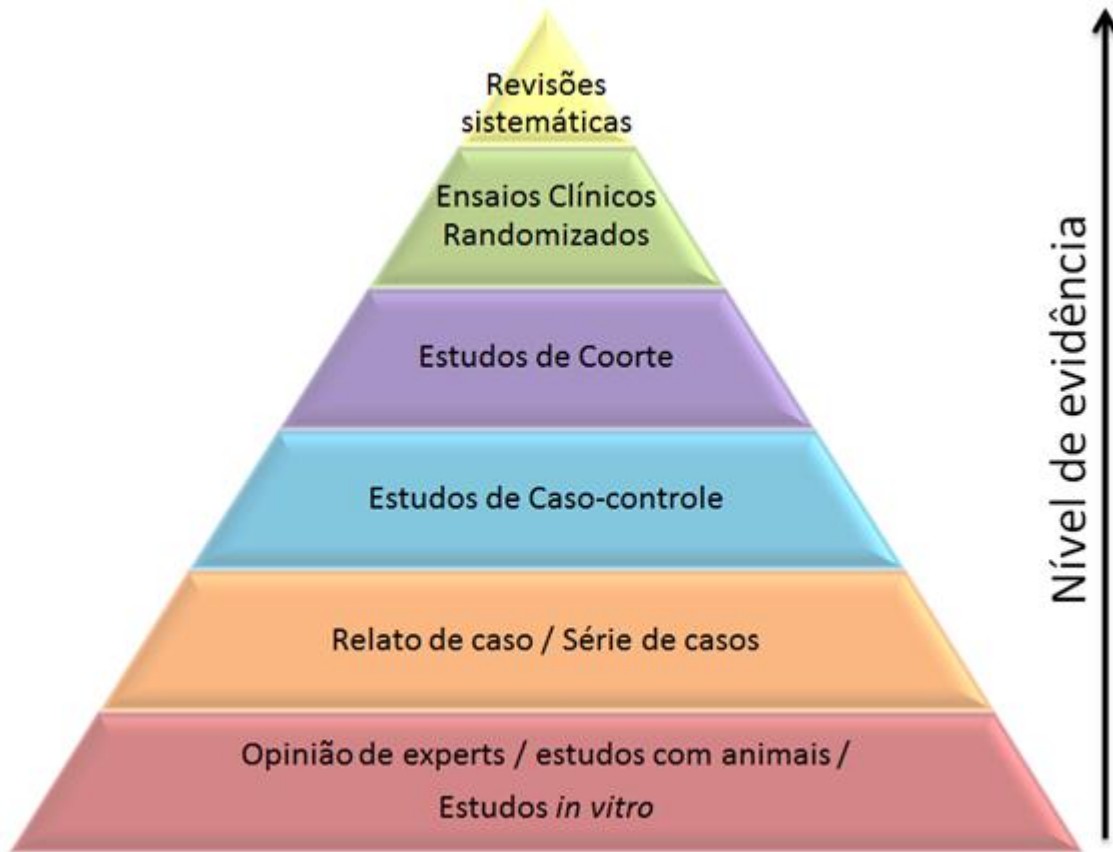 Revisões
sistemáticas
Ensaios Clínicos
Randomizados
Estudos de Coorte
Estudos de Caso-controle
Relato de caso / Série de casos
Opinião de experts / estudos com animais /
Estudos in vitro
Nível de evidência